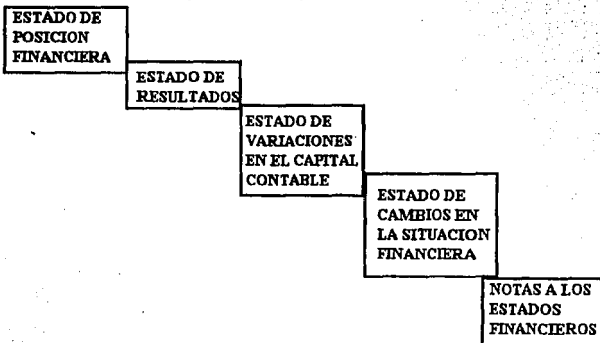 ESTADO DE
POSICION
FINANCIERA
ESTADO DE
RESULTADOS
ESTADO DE
VARIACIONES
EN EL CAPITAL
CONTABLE
ESTADO DE
CAMBIOS EN
LA SITUACION
FINANCIERA
NOTAS A LOS
ESTADOS
FINANCIEROS